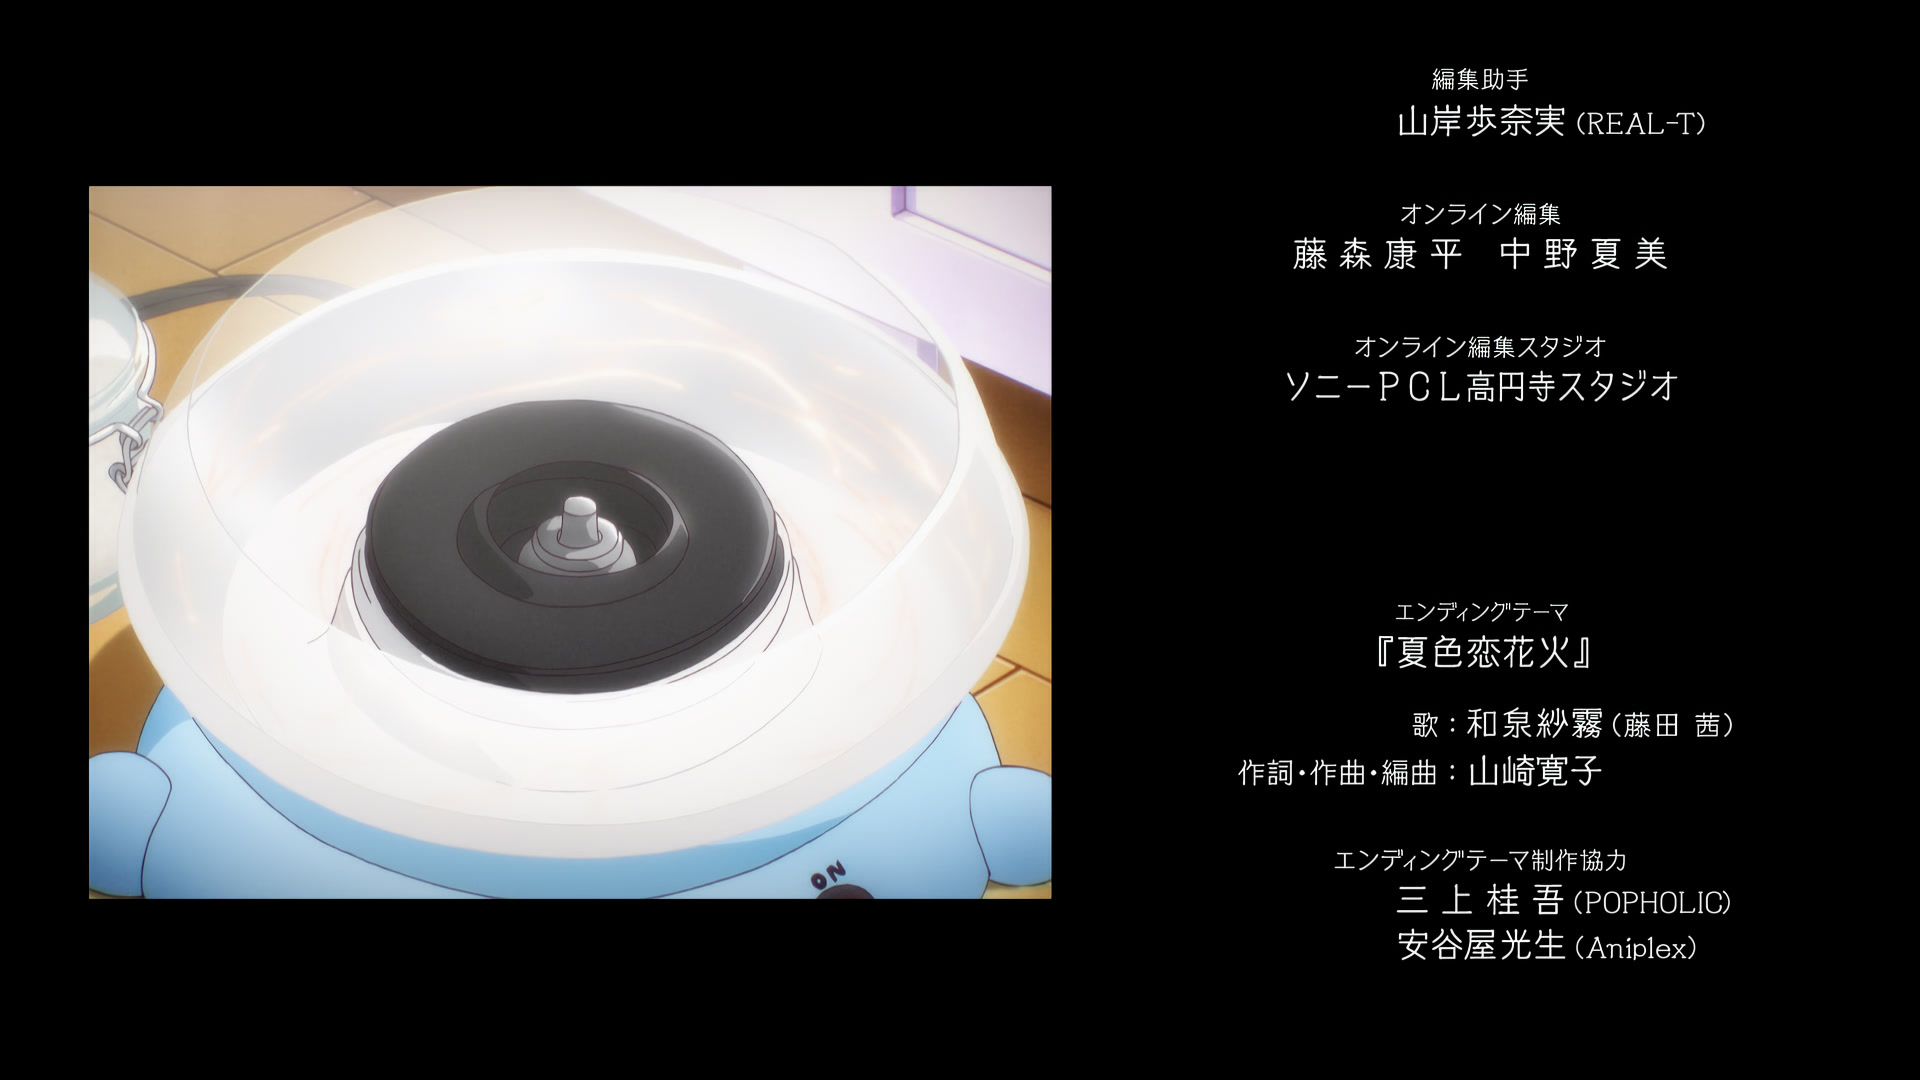 編集助手
山岸歩奈実(REAL-T)
オンライン編集
藤森康平 中野夏美
オンライン編集スタジオ
ソニーPCL高円寺スタジオ
エンディングテーマ
『夏色恋花火』
歌:和泉紗霧(藤田 茜)
作詞・作曲・編曲:山崎寛子
エンディングテーマ制作協力
三上桂吾(POPHOLIC)
安谷屋光生(Aniplex)
ON